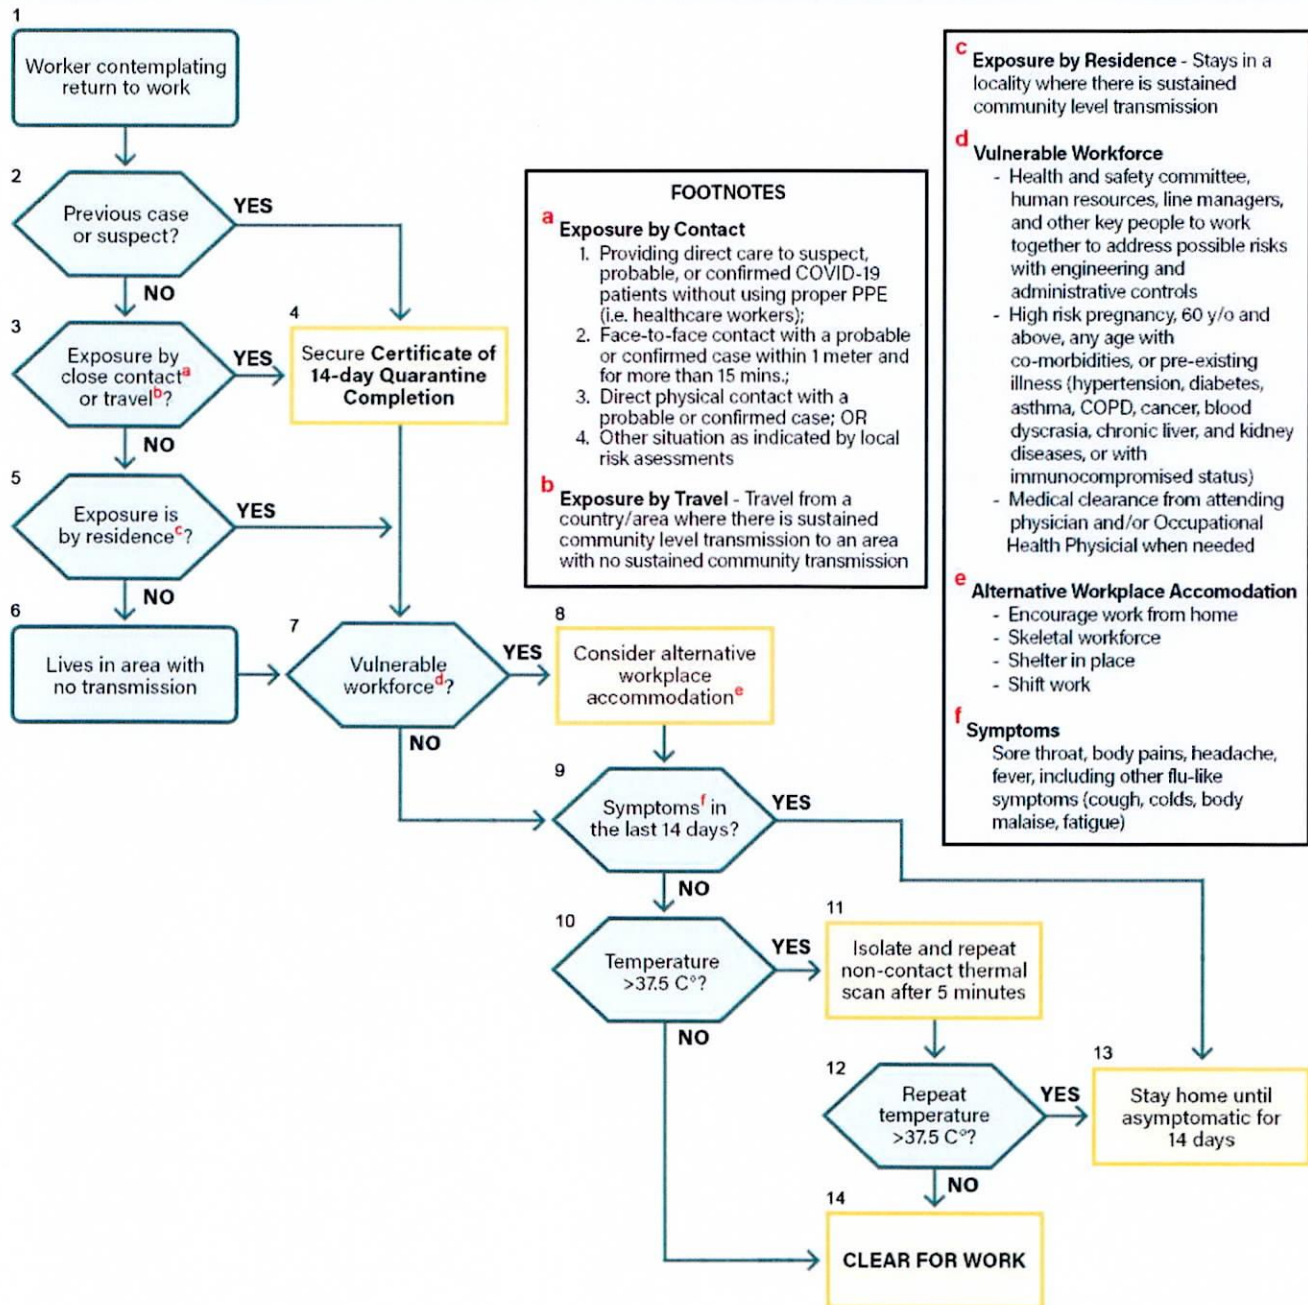 1
Worker contemplating
return to work
2
Previous case
or suspect?
YES
NO
3
Exposure by
close contactᵃ
or travelᵇ?
YES
NO
4
Secure Certificate of
14-day Quarantine
Completion
5
Exposure is
by residenceᶜ?
YES
NO
6
Lives in area with
no transmission
7
Vulnerable
workforceᵈ?
YES
NO
8
Consider alternative
workplace
accommodationᵉ
9
Symptomsᶠ in
the last 14 days?
YES
NO
10
Temperature
>37.5 C°?
YES
NO
11
Isolate and repeat
non-contact thermal
scan after 5 minutes
12
Repeat
temperature
>37.5 C°?
YES
NO
13
Stay home until
asymptomatic for
14 days
14
CLEAR FOR WORK
FOOTNOTES
a Exposure by Contact
1. Providing direct care to suspect,
probable, or confirmed COVID-19
patients without using proper PPE
(i.e. healthcare workers);
2. Face-to-face contact with a probable
or confirmed case within 1 meter and
for more than 15 mins.;
3. Direct physical contact with a
probable or confirmed case; OR
4. Other situation as indicated by local
risk asessments
b Exposure by Travel - Travel from a
country/area where there is sustained
community level transmission to an area
with no sustained community transmission
c Exposure by Residence - Stays in a
locality where there is sustained
community level transmission
d Vulnerable Workforce
- Health and safety committee,
human resources, line managers,
and other key people to work
together to address possible risks
with engineering and
administrative controls
- High risk pregnancy, 60 y/o and
above, any age with
co-morbidities, or pre-existing
illness (hypertension, diabetes,
asthma, COPD, cancer, blood
dyscrasia, chronic liver, and kidney
diseases, or with
immunocompromised status)
- Medical clearance from attending
physician and/or Occupational
Health Physicial when needed
e Alternative Workplace Accomodation
- Encourage work from home
- Skeletal workforce
- Shelter in place
- Shift work
f Symptoms
Sore throat, body pains, headache,
fever, including other flu-like
symptoms (cough, colds, body
malaise, fatigue)